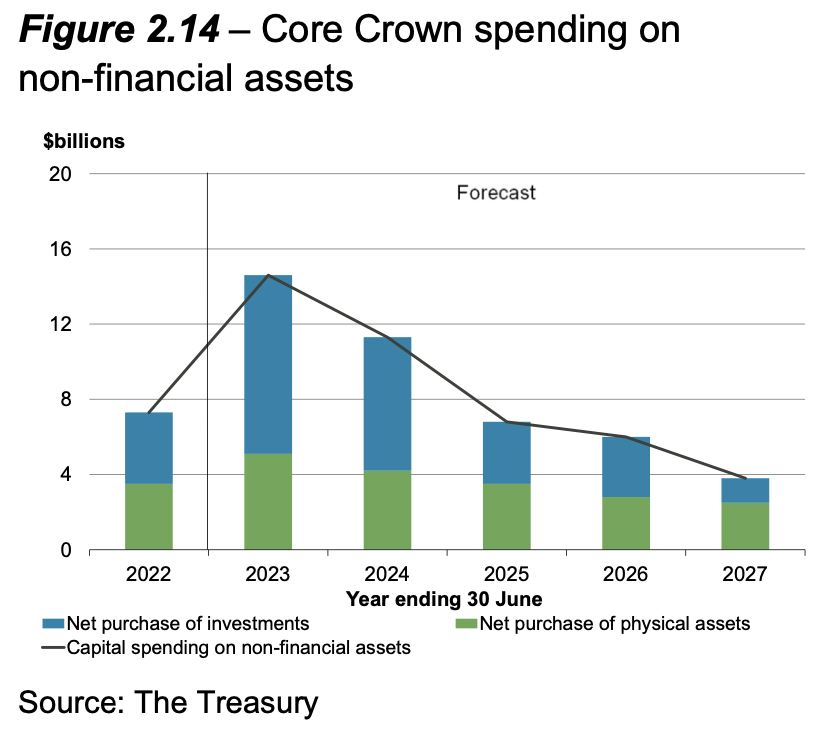 Figure 2.14 – Core Crown spending on
non-financial assets
$billions
20
Forecast
16
12
8
4
0
2022 2023 2024 2025 2026 2027
Year ending 30 June
Net purchase of investments Net purchase of physical assets
Capital spending on non-financial assets
Source: The Treasury